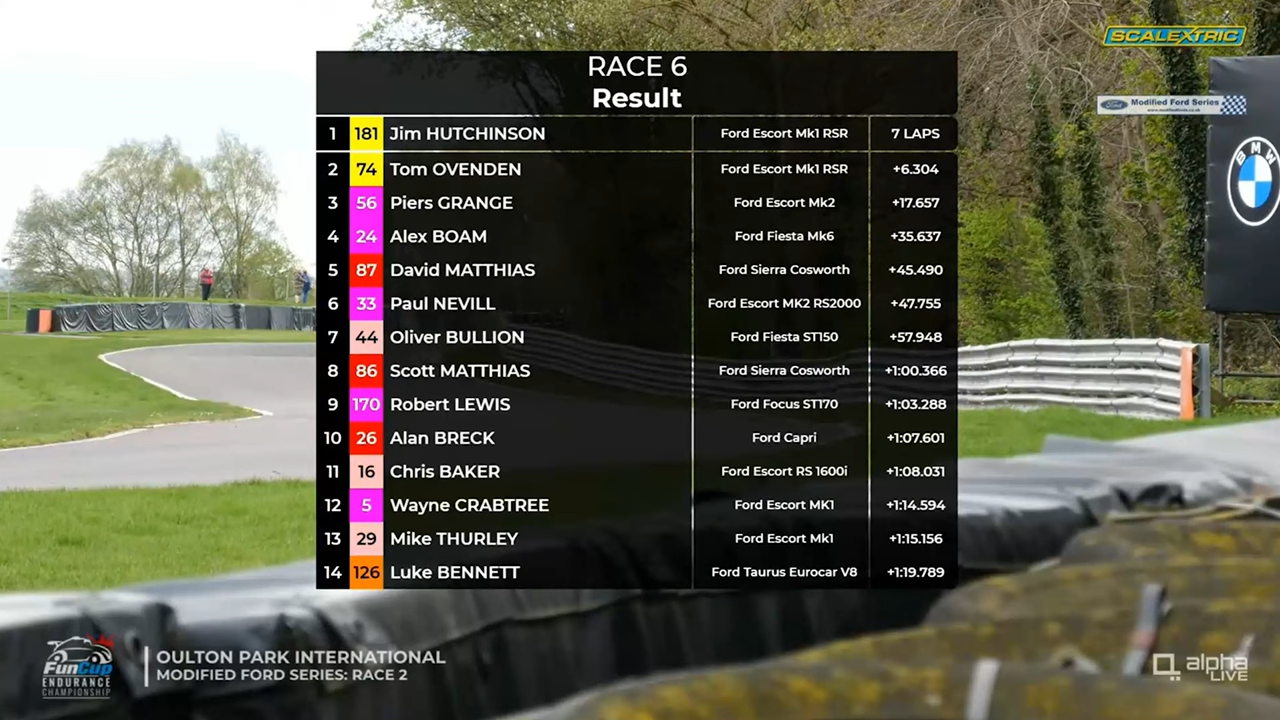 SCALEXTRIC
Ford Modified Ford Series
www.modifiedfords.co.uk
BMW
RACE 6
Result
1 181 Jim HUTCHINSON Ford Escort Mk1 RSR 7 LAPS
2 74 Tom OVENDEN Ford Escort Mk1 RSR +6.304
3 56 Piers GRANGE Ford Escort Mk2 +17.657
4 24 Alex BOAM Ford Fiesta Mk6 +35.637
5 87 David MATTHIAS Ford Sierra Cosworth +45.490
6 33 Paul NEVILL Ford Escort MK2 RS2000 +47.755
7 44 Oliver BULLION Ford Fiesta ST150 +57.948
8 86 Scott MATTHIAS Ford Sierra Cosworth +1:00.366
9 170 Robert LEWIS Ford Focus ST170 +1:03.288
10 26 Alan BRECK Ford Capri +1:07.601
11 16 Chris BAKER Ford Escort RS 1600i +1:08.031
12 5 Wayne CRABTREE Ford Escort MK1 +1:14.594
13 29 Mike THURLEY Ford Escort Mk1 +1:15.156
14 126 Luke BENNETT Ford Taurus Eurocar V8 +1:19.789
FunCup
ENDURANCE
CHAMPIONSHIP
OULTON PARK INTERNATIONAL
MODIFIED FORD SERIES: RACE 2
alpha
LIVE